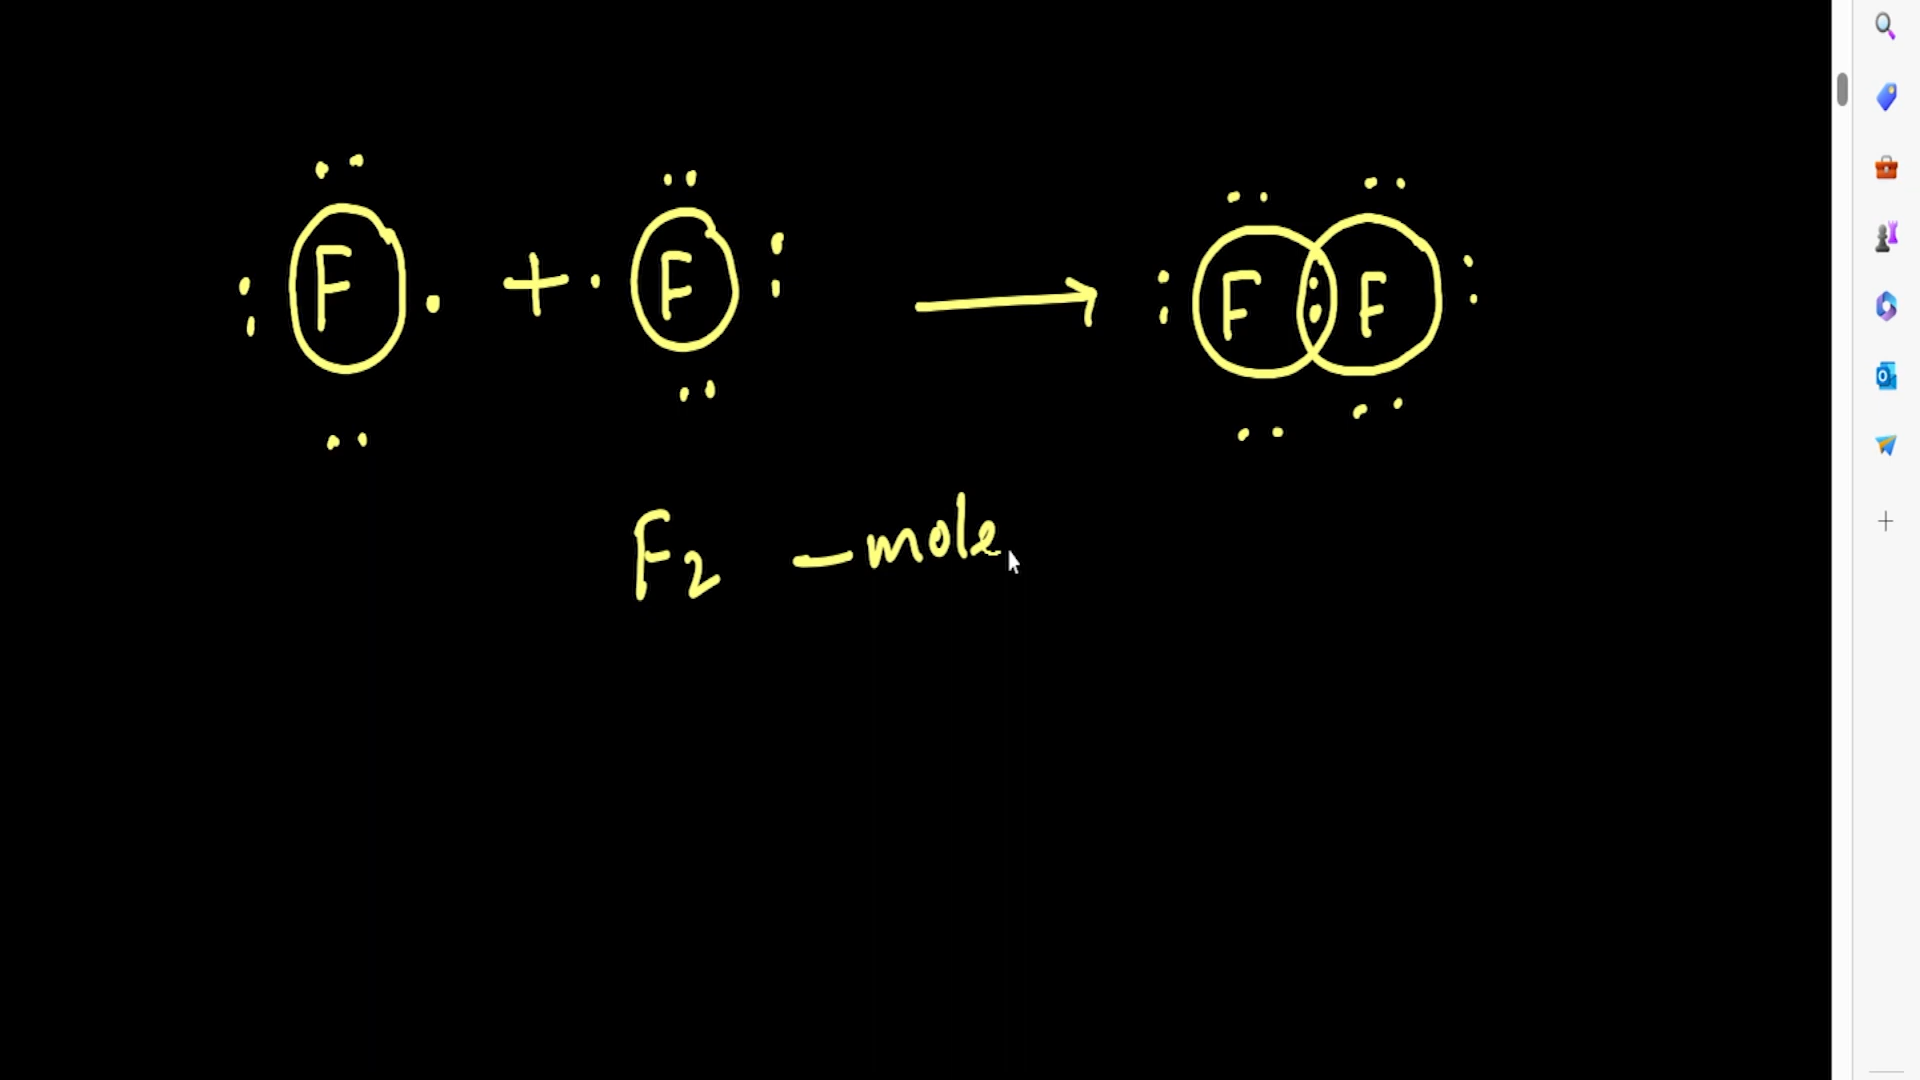 F + F → F F
F₂ – mole